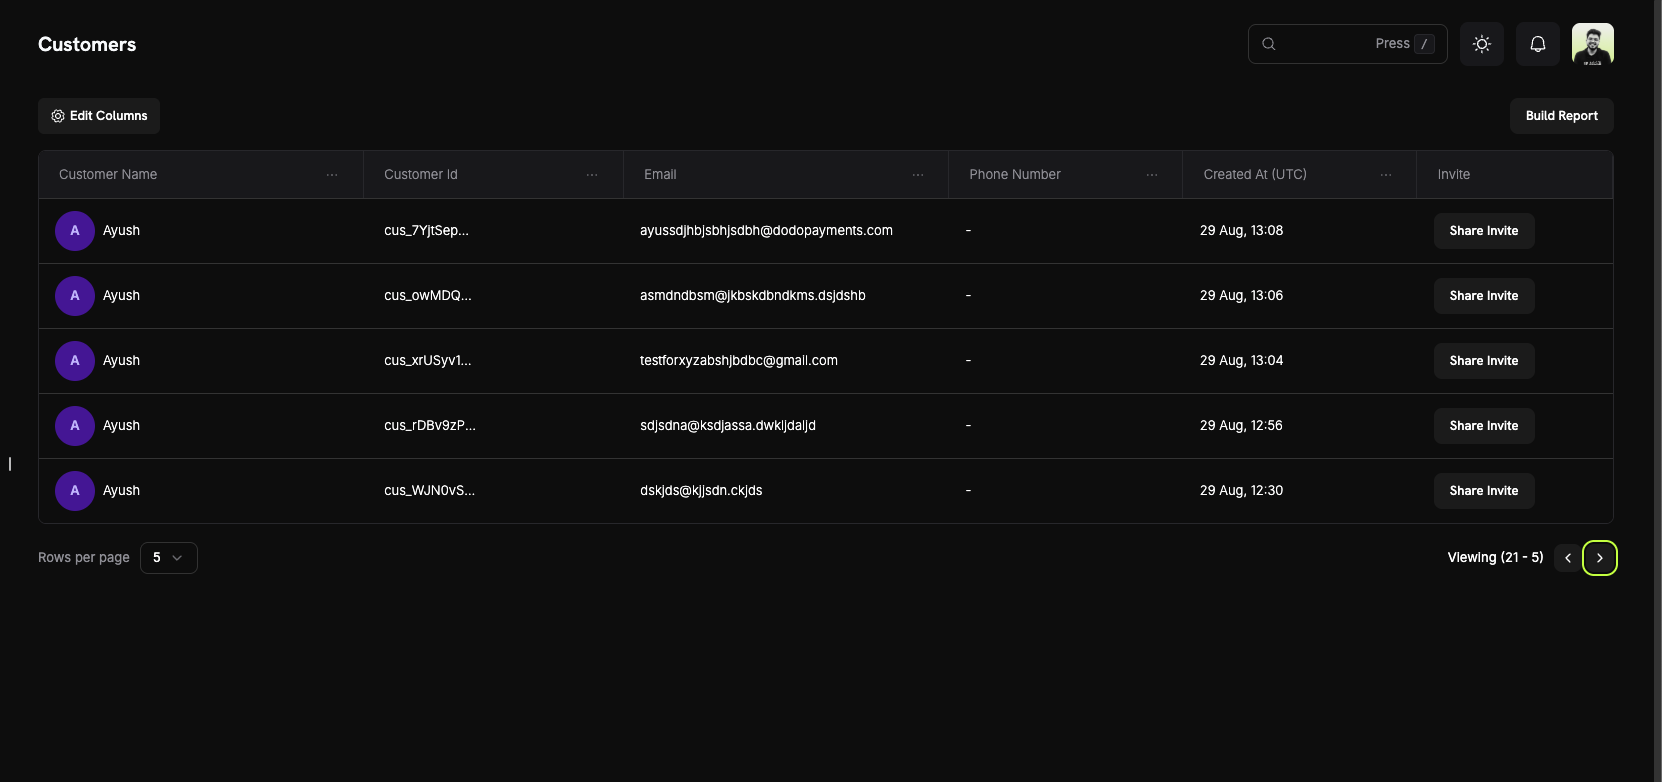 Customers
Press /
Edit Columns
Build Report
Customer Name ··· Customer Id ··· Email ··· Phone Number ··· Created At (UTC) ··· Invite
A Ayush cus_7YjtSep... ayussdjhbjsbhjsdbh@dodopayments.com - 29 Aug, 13:08 Share Invite
A Ayush cus_owMDQ... asmdndbsm@jkbskdbndkms.dsjdshb - 29 Aug, 13:06 Share Invite
A Ayush cus_xrUSyv1... testforxyzabshjbdbc@gmail.com - 29 Aug, 13:04 Share Invite
A Ayush cus_rDBv9zP... sdjsdna@ksdjassa.dwkljdaljd - 29 Aug, 12:56 Share Invite
A Ayush cus_WJN0vS... dskjds@kjjsdn.ckjds - 29 Aug, 12:30 Share Invite
Rows per page 5
Viewing (21 - 5)